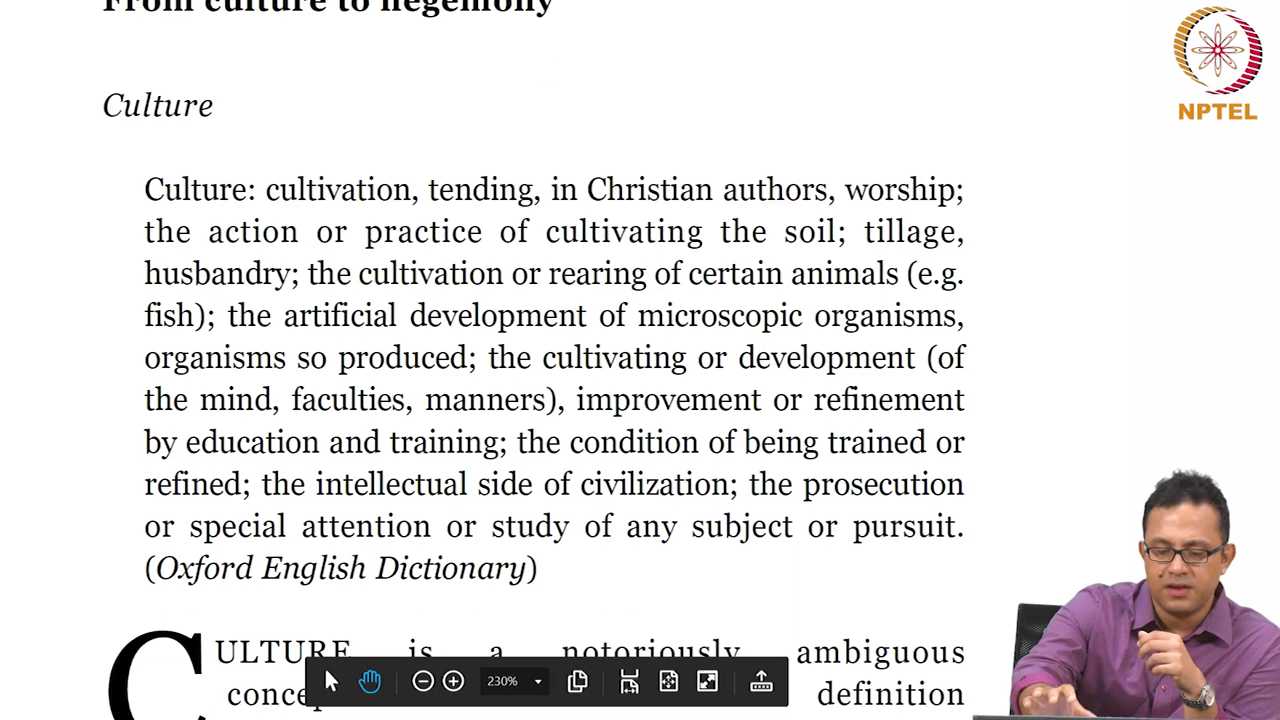 From culture to hegemony
NPTEL
Culture
Culture: cultivation, tending, in Christian authors, worship;
the action or practice of cultivating the soil; tillage,
husbandry; the cultivation or rearing of certain animals (e.g.
fish); the artificial development of microscopic organisms,
organisms so produced; the cultivating or development (of
the mind, faculties, manners), improvement or refinement
by education and training; the condition of being trained or
refined; the intellectual side of civilization; the prosecution
or special attention or study of any subject or pursuit.
(Oxford English Dictionary)
CULTURE is a notoriously ambiguous
definition
230%